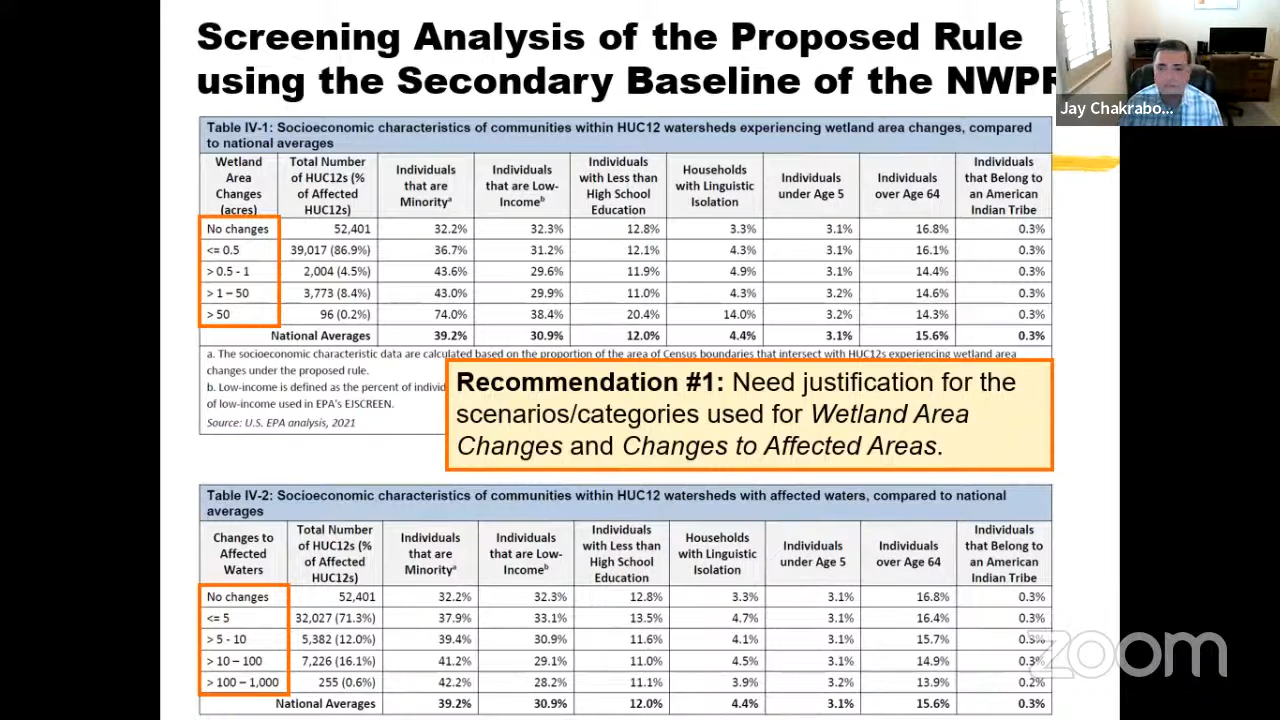 Screening Analysis of the Proposed Rule
using the Secondary Baseline of the NWPR
Jay Chakrabo...
Table IV-1: Socioeconomic characteristics of communities within HUC12 watersheds experiencing wetland area changes, compared
to national averages
Wetland Area Changes (acres) Total Number of HUC12s (% of Affected HUC12s) Individuals that are Minorityª Individuals that are Low-Incomeᵇ Individuals with Less than High School Education Households with Linguistic Isolation Individuals under Age 5 Individuals over Age 64 Individuals that Belong to an American Indian Tribe
No changes 52,401 32.2% 32.3% 12.8% 3.3% 3.1% 16.8% 0.3%
<= 0.5 39,017 (86.9%) 36.7% 31.2% 12.1% 4.3% 3.1% 16.1% 0.3%
> 0.5 - 1 2,004 (4.5%) 43.6% 29.6% 11.9% 4.9% 3.1% 14.4% 0.3%
> 1 – 50 3,773 (8.4%) 43.0% 29.9% 11.0% 4.3% 3.2% 14.6% 0.3%
> 50 96 (0.2%) 74.0% 38.4% 20.4% 14.0% 3.2% 14.3% 0.3%
National Averages 39.2% 30.9% 12.0% 4.4% 3.1% 15.6% 0.3%
a. The socioeconomic characteristic data are calculated based on the proportion of the area of Census boundaries that intersect with HUC12s experiencing wetland area
changes under the proposed rule.
b. Low-income is defined as the percent of
of low-income used in EPA's EJSCREEN.
Source: U.S. EPA analysis, 2021
Recommendation #1: Need justification for the
scenarios/categories used for Wetland Area
Changes and Changes to Affected Areas.
Table IV-2: Socioeconomic characteristics of communities within HUC12 watersheds with affected waters, compared to national
averages
Changes to Affected Waters Total Number of HUC12s (% of Affected HUC12s) Individuals that are Minorityª Individuals that are Low-Incomeᵇ Individuals with Less than High School Education Households with Linguistic Isolation Individuals under Age 5 Individuals over Age 64 Individuals that Belong to an American Indian Tribe
No changes 52,401 32.2% 32.3% 12.8% 3.3% 3.1% 16.8% 0.3%
<= 5 32,027 (71.3%) 37.9% 33.1% 13.5% 4.7% 3.1% 16.4% 0.3%
> 5 - 10 5,382 (12.0%) 39.4% 30.9% 11.6% 4.1% 3.1% 15.7% 0.3%
> 10 – 100 7,226 (16.1%) 41.2% 29.1% 11.0% 4.5% 3.1% 14.9% 0.3%
> 100 – 1,000 255 (0.6%) 42.2% 28.2% 11.1% 3.9% 3.2% 13.9% 0.2%
National Averages 39.2% 30.9% 12.0% 4.4% 3.1% 15.6% 0.3%
zoom